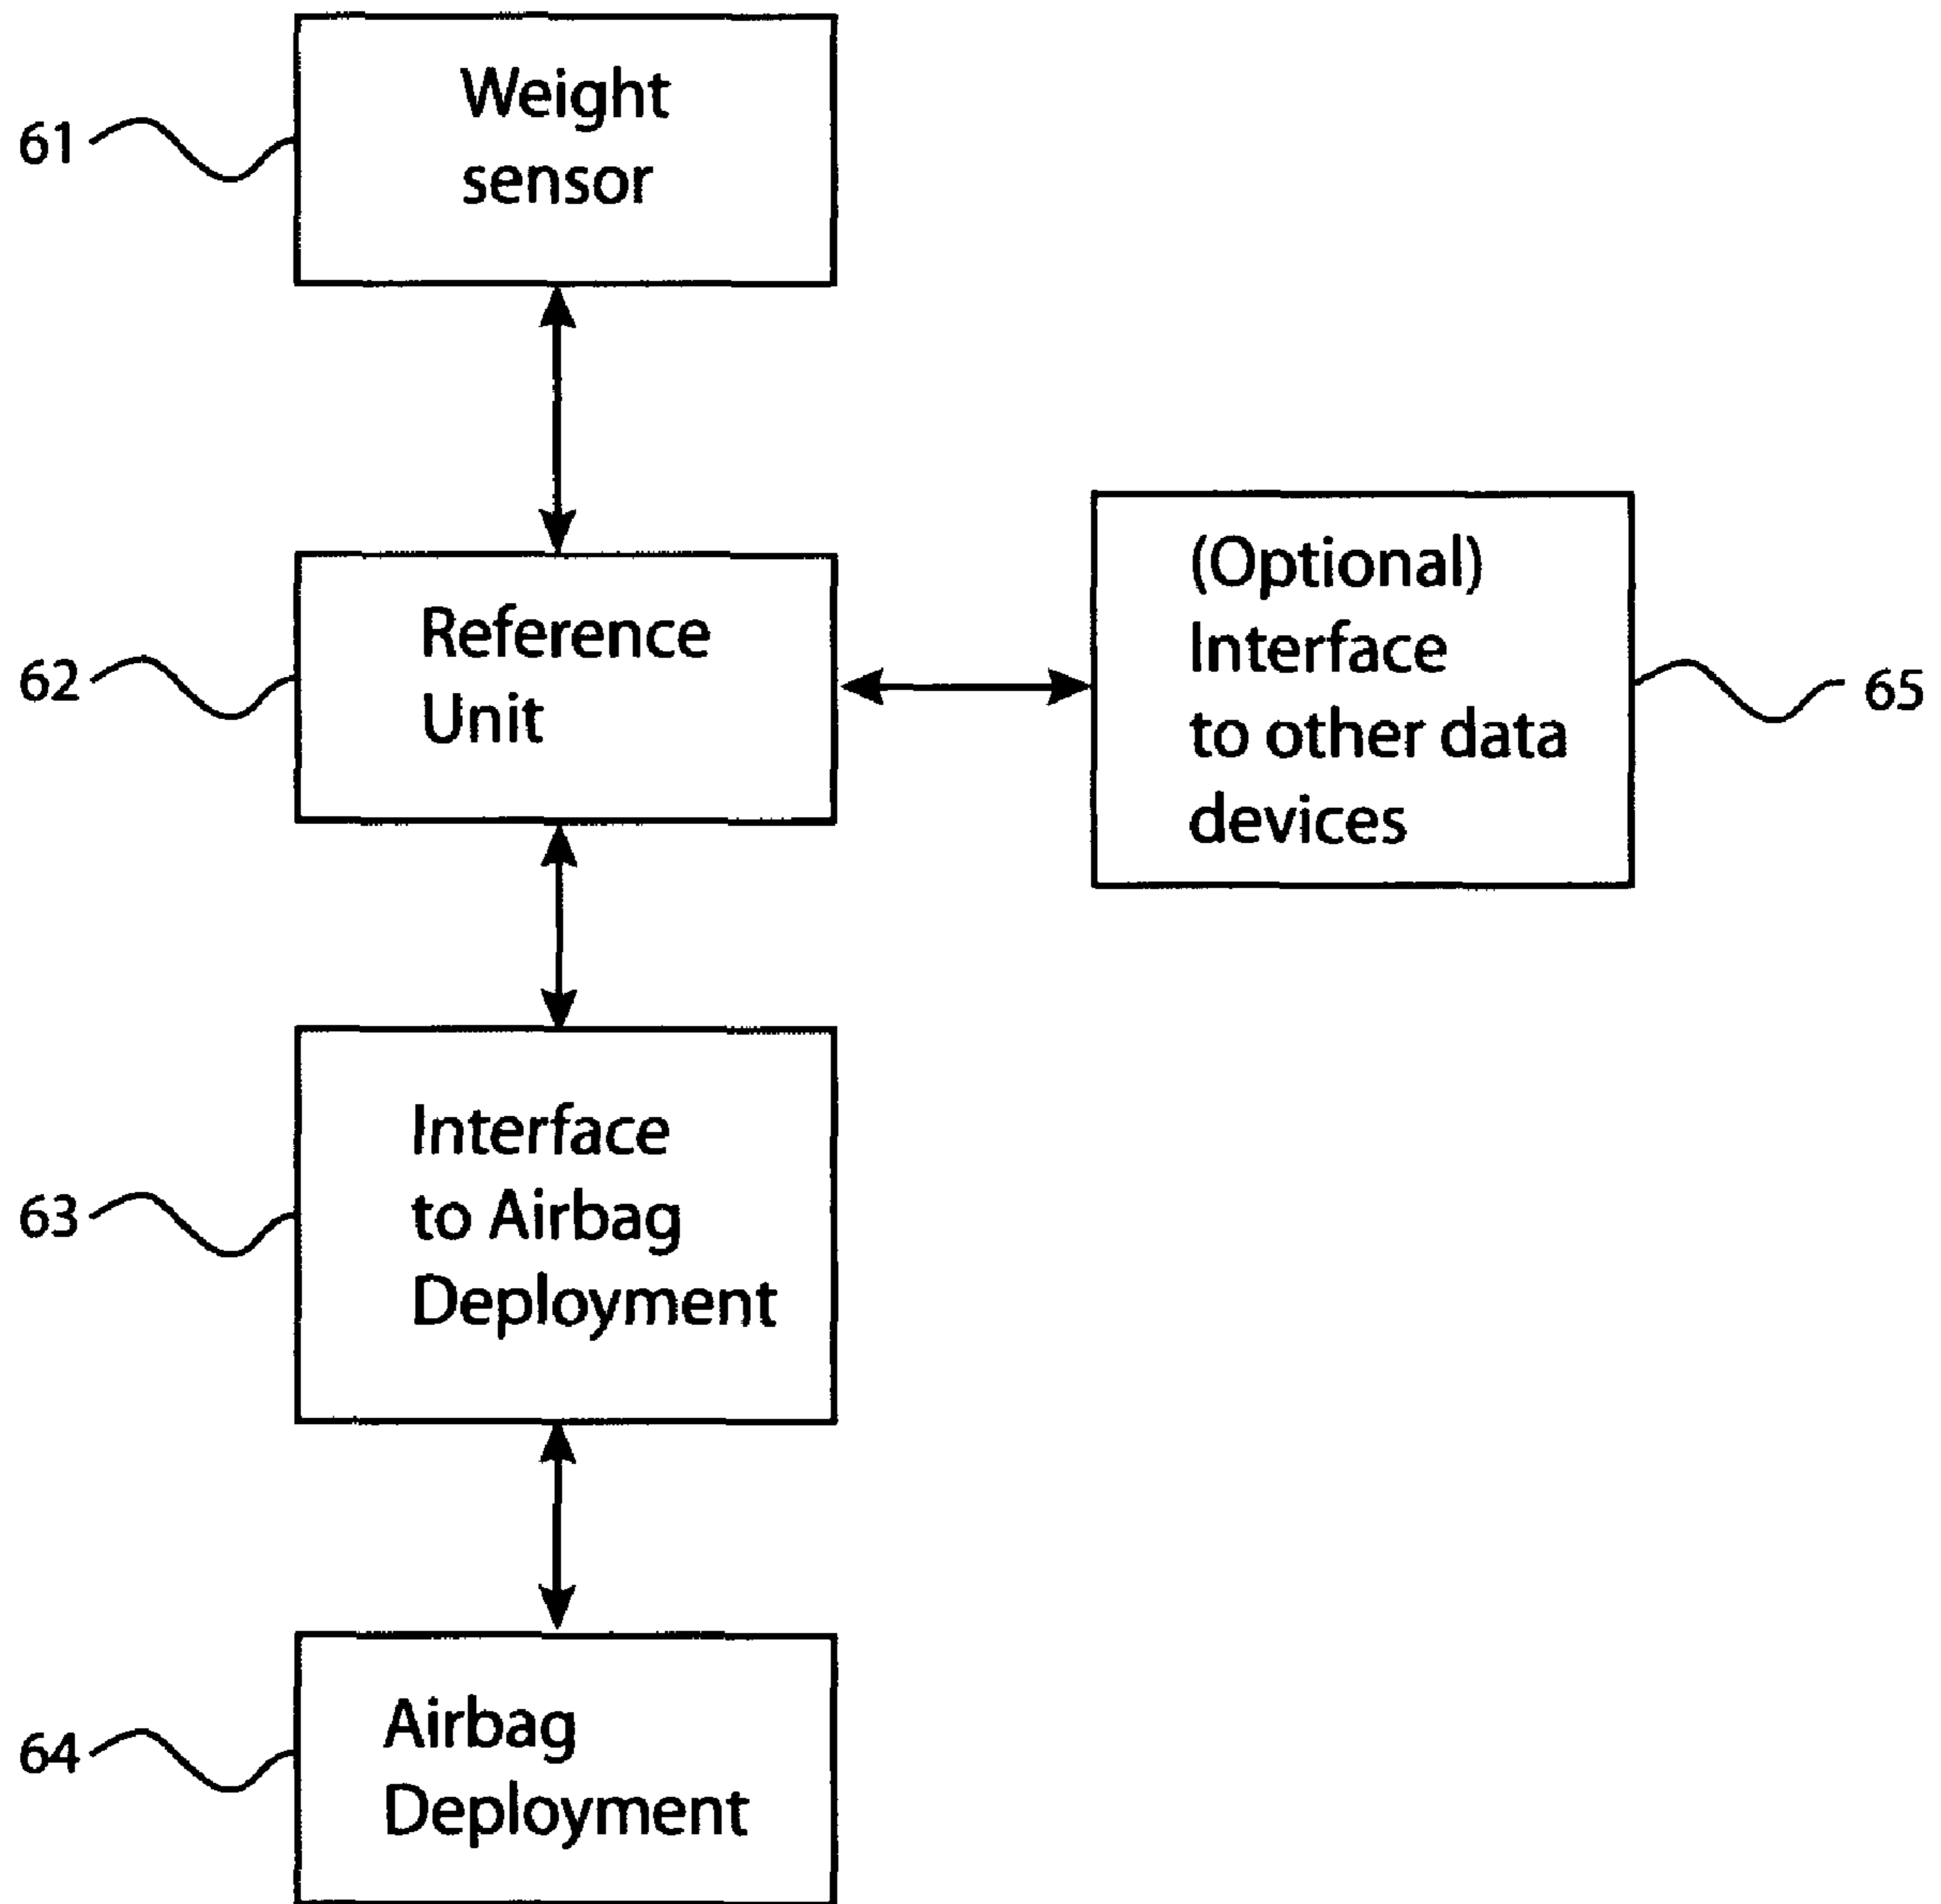 61
Weight
sensor
62
Reference
Unit
(Optional)
Interface
to other data
devices
65
63
Interface
to Airbag
Deployment
64
Airbag
Deployment